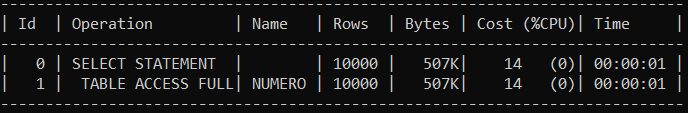 --------------------------------------------------------------------------
| Id  | Operation         | Name   | Rows  | Bytes | Cost (%CPU)| Time     |
--------------------------------------------------------------------------
|   0 | SELECT STATEMENT  |        | 10000 |   507K|    14   (0)| 00:00:01 |
|   1 |  TABLE ACCESS FULL| NUMERO | 10000 |   507K|    14   (0)| 00:00:01 |
--------------------------------------------------------------------------